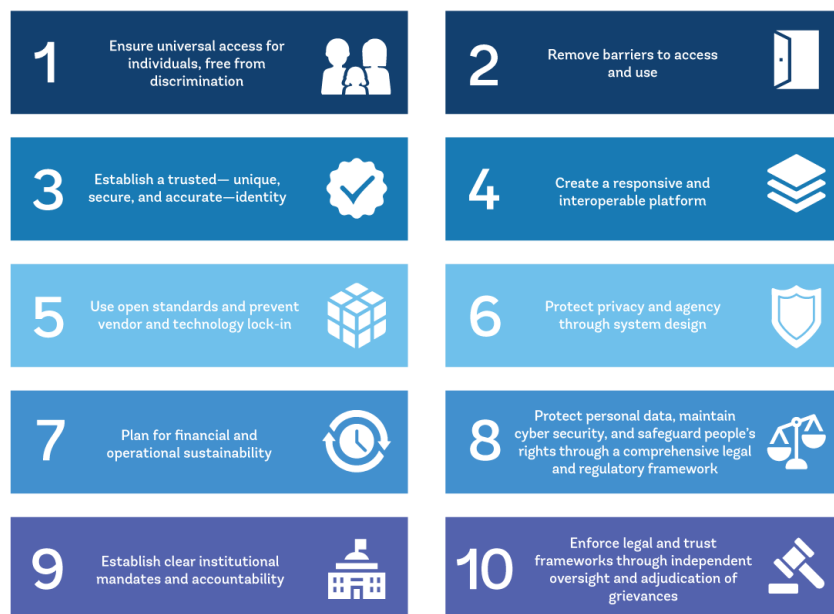 1
Ensure universal access for
individuals, free from
discrimination
2
Remove barriers to access
and use
3
Establish a trusted— unique,
secure, and accurate—identity
4
Create a responsive and
interoperable platform
5
Use open standards and prevent
vendor and technology lock-in
6
Protect privacy and agency
through system design
7
Plan for financial and
operational sustainability
8
Protect personal data, maintain
cyber security, and safeguard people's
rights through a comprehensive legal
and regulatory framework
9
Establish clear institutional
mandates and accountability
10
Enforce legal and trust
frameworks through independent
oversight and adjudication of
grievances